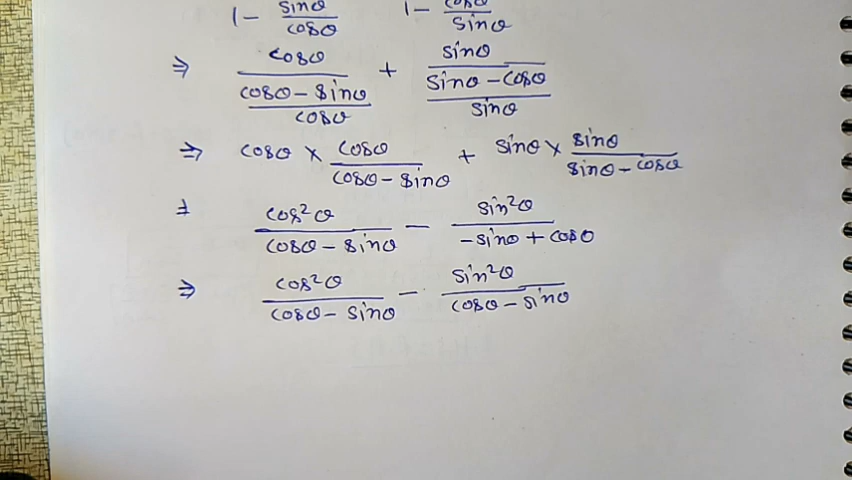 1 - sinθ/cosθ 1 - cosθ/sinθ
⇒ cosθ/((cosθ - sinθ)/cosθ) + sinθ/((sinθ - cosθ)/sinθ)
⇒ cosθ × cosθ/(cosθ - sinθ) + sinθ × sinθ/(sinθ - cosθ)
⇒ cos²θ/(cosθ - sinθ) - sin²θ/(-sinθ + cosθ)
⇒ cos²θ/(cosθ - sinθ) - sin²θ/(cosθ - sinθ)